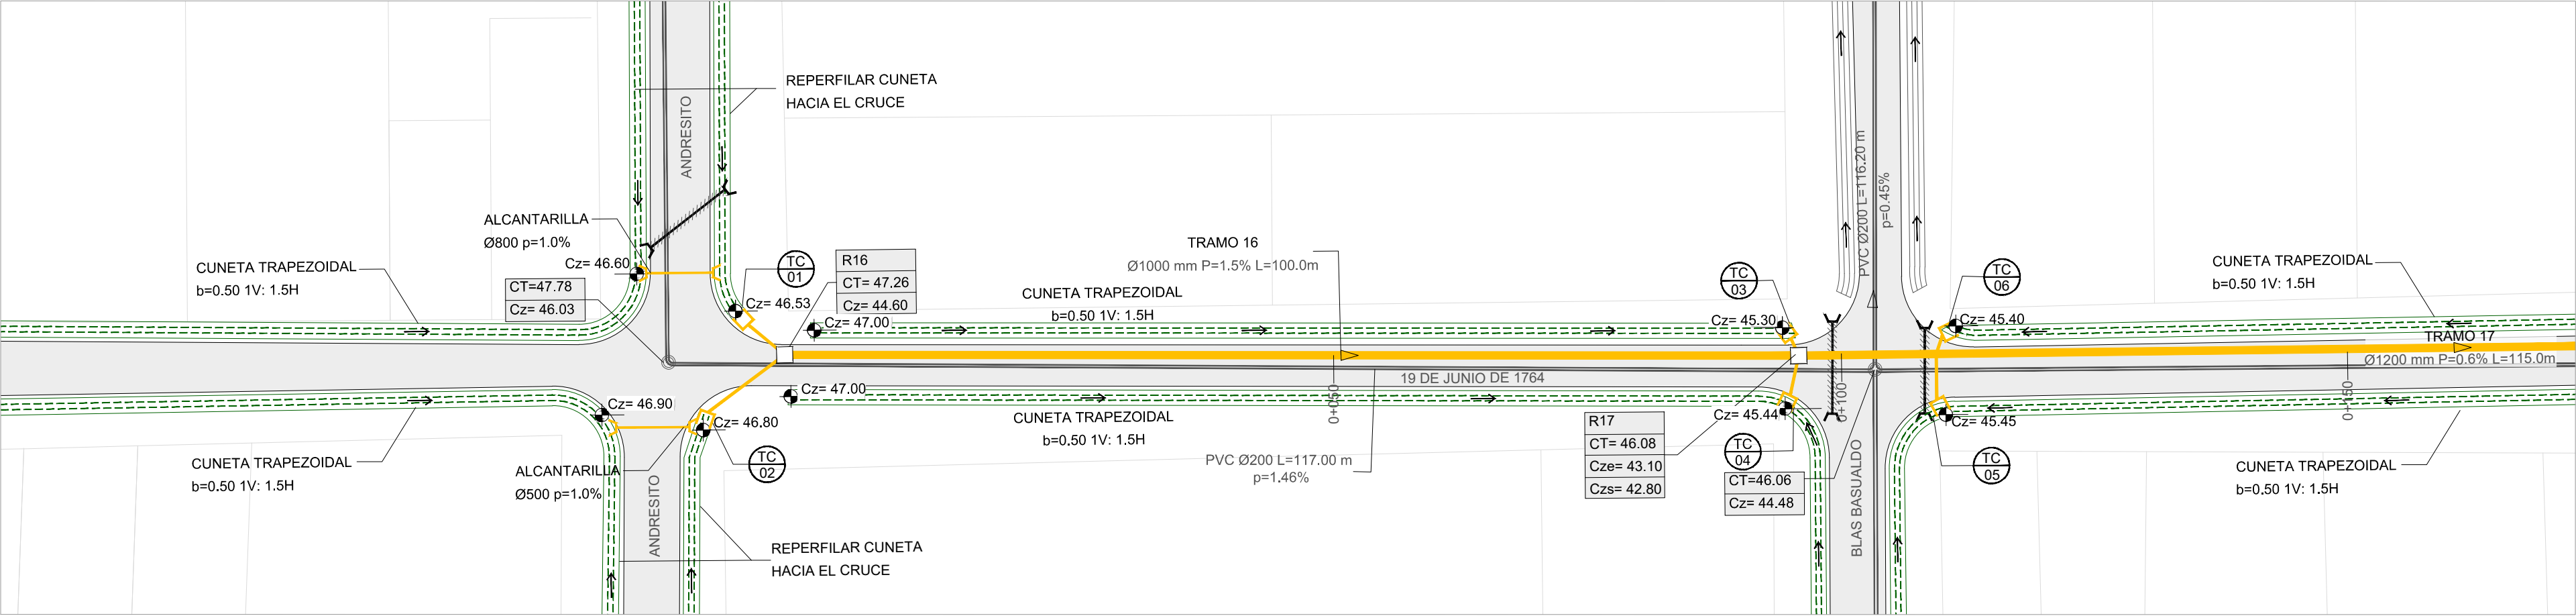 REPERFILAR CUNETA
HACIA EL CRUCE
ANDRESITO
ALCANTARILLA
Ø800 p=1.0%
CUNETA TRAPEZOIDAL
b=0.50 1V: 1.5H
Cz= 46.60
CT=47.78
Cz= 46.03
TC
01
R16
CT= 47.26
Cz= 44.60
Cz= 46.53
Cz= 47.00
TRAMO 16
Ø1000 mm P=1.5% L=100.0m
CUNETA TRAPEZOIDAL
b=0.50 1V: 1.5H
TC
03
Cz= 45.30
PVC Ø200 L=116.20 m
p=0.45%
TC
06
Cz= 45.40
CUNETA TRAPEZOIDAL
b=0.50 1V: 1.5H
TRAMO 17
Ø1200 mm P=0.6% L=115.0m
19 DE JUNIO DE 1764
0+050
0+100
0+150
Cz= 46.90
Cz= 46.80
Cz= 47.00
CUNETA TRAPEZOIDAL
b=0.50 1V: 1.5H
CUNETA TRAPEZOIDAL
b=0.50 1V: 1.5H
ALCANTARILLA
Ø500 p=1.0%
TC
02
ANDRESITO
REPERFILAR CUNETA
HACIA EL CRUCE
PVC Ø200 L=117.00 m
p=1.46%
R17
CT= 46.08
Cze= 43.10
Czs= 42.80
Cz= 45.44
TC
04
CT=46.06
Cz= 44.48
BLAS BASUALDO
Cz= 45.45
TC
05
CUNETA TRAPEZOIDAL
b=0.50 1V: 1.5H